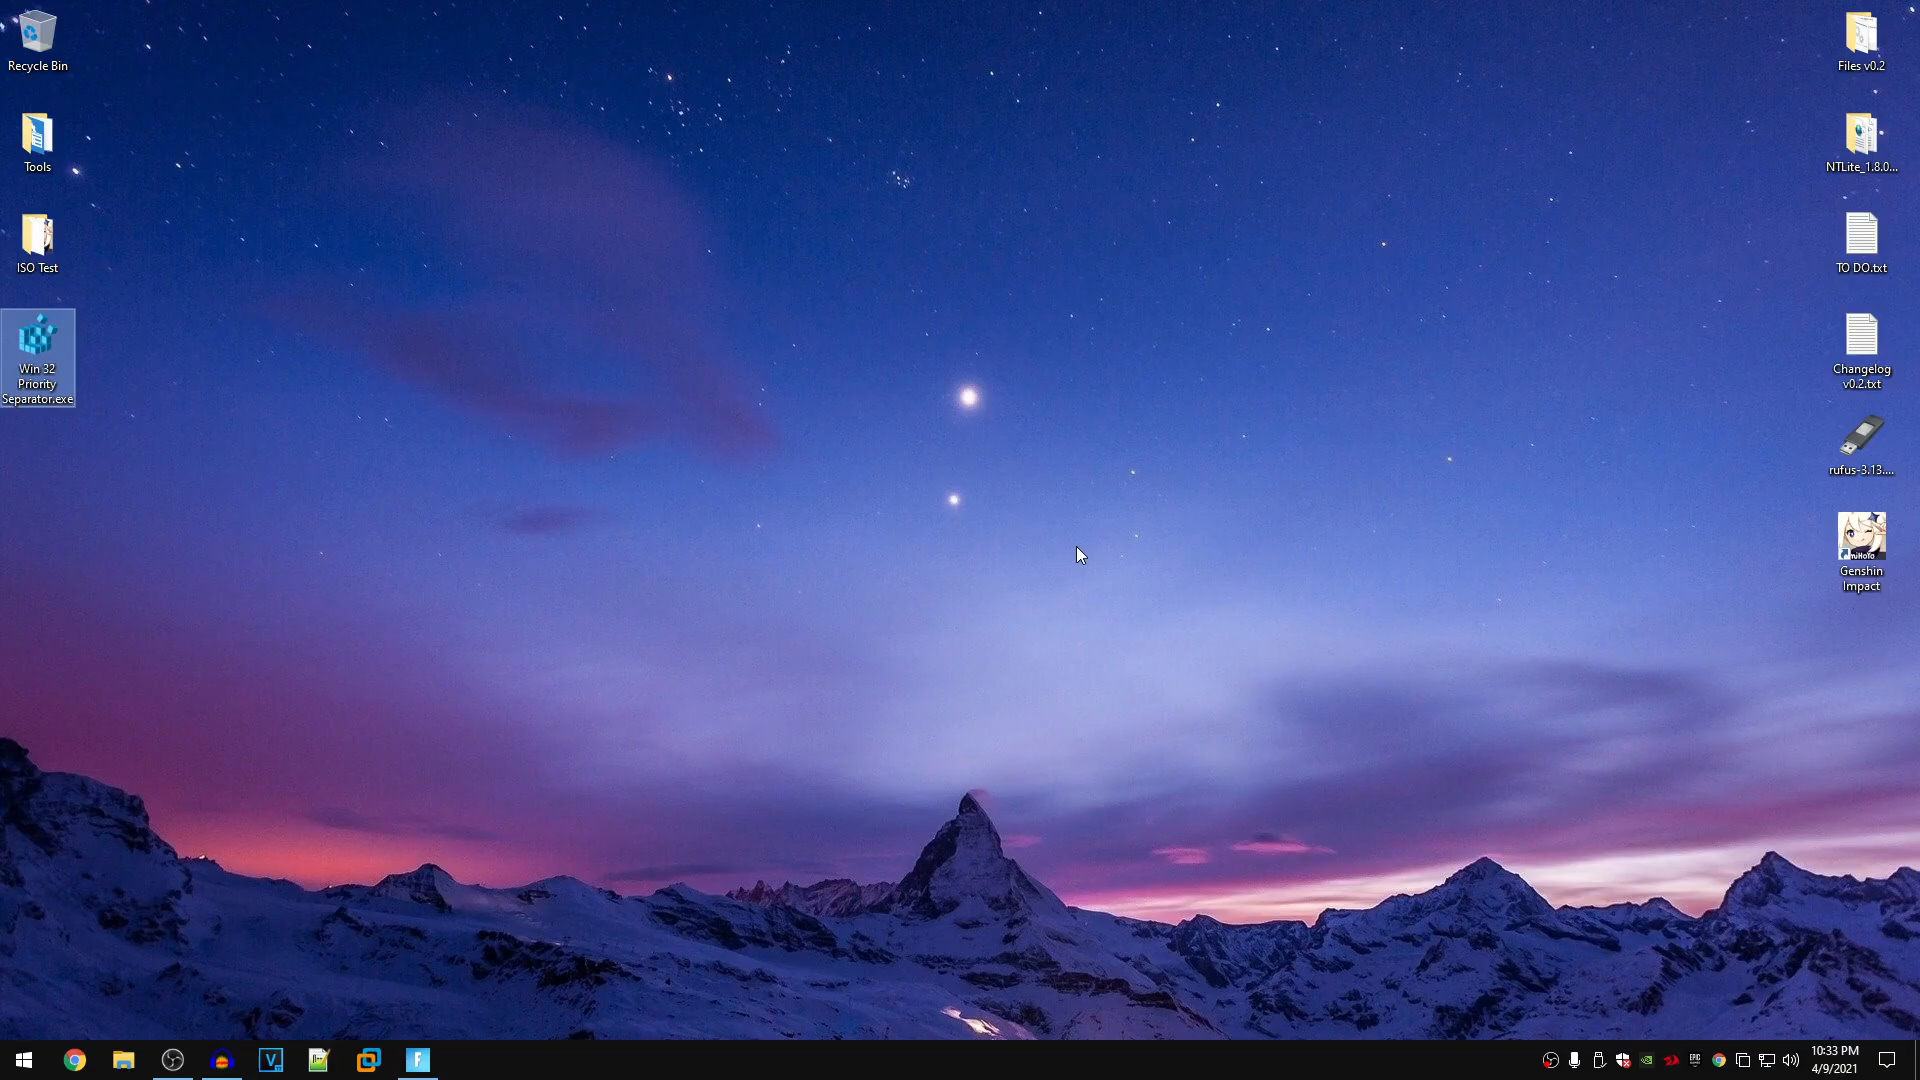 Recycle Bin
Tools
ISO Test
Win 32
Priority
Separator.exe
Files v0.2
NTLite_1.8.0...
TO DO.txt
Changelog
v0.2.txt
rufus-3.13....
miHoYo
Genshin
Impact
10:33 PM
4/9/2021